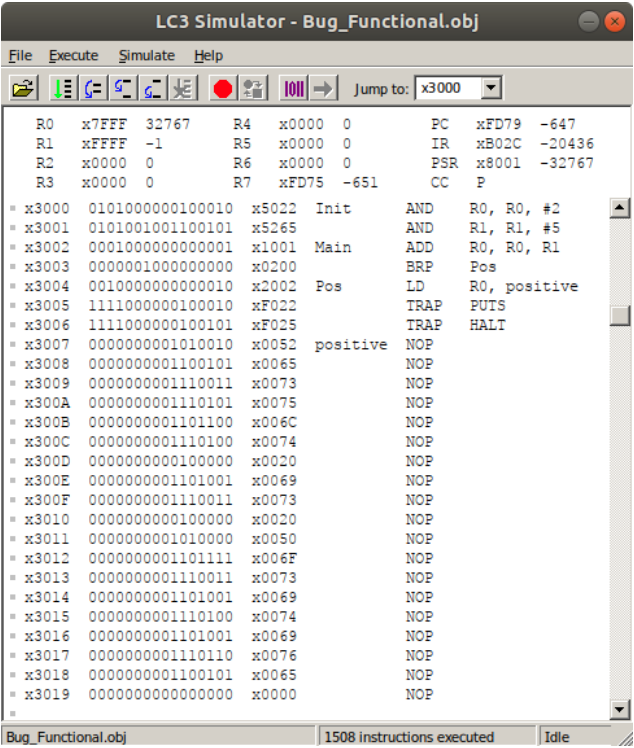 LC3 Simulator - Bug_Functional.obj
File Execute Simulate Help
Jump to: x3000
R0 x7FFF 32767 R4 x0000 0 PC xFD79 -647
R1 xFFFF -1 R5 x0000 0 IR xB02C -20436
R2 x0000 0 R6 x0000 0 PSR x8001 -32767
R3 x0000 0 R7 xFD75 -651 CC P
x3000 0101000000100010 x5022 Init AND R0, R0, #2
x3001 0101001001100101 x5265 AND R1, R1, #5
x3002 0001000000000001 x1001 Main ADD R0, R0, R1
x3003 0000001000000000 x0200 BRP Pos
x3004 0010000000000010 x2002 Pos LD R0, positive
x3005 1111000000100010 xF022 TRAP PUTS
x3006 1111000000100101 xF025 TRAP HALT
x3007 0000000001010010 x0052 positive NOP
x3008 0000000001100101 x0065 NOP
x3009 0000000001110011 x0073 NOP
x300A 0000000001110101 x0075 NOP
x300B 0000000001101100 x006C NOP
x300C 0000000001110100 x0074 NOP
x300D 0000000000100000 x0020 NOP
x300E 0000000001101001 x0069 NOP
x300F 0000000001110011 x0073 NOP
x3010 0000000000100000 x0020 NOP
x3011 0000000001010000 x0050 NOP
x3012 0000000001101111 x006F NOP
x3013 0000000001110011 x0073 NOP
x3014 0000000001101001 x0069 NOP
x3015 0000000001110100 x0074 NOP
x3016 0000000001101001 x0069 NOP
x3017 0000000001110110 x0076 NOP
x3018 0000000001100101 x0065 NOP
x3019 0000000000000000 x0000 NOP
Bug_Functional.obj 1508 instructions executed Idle